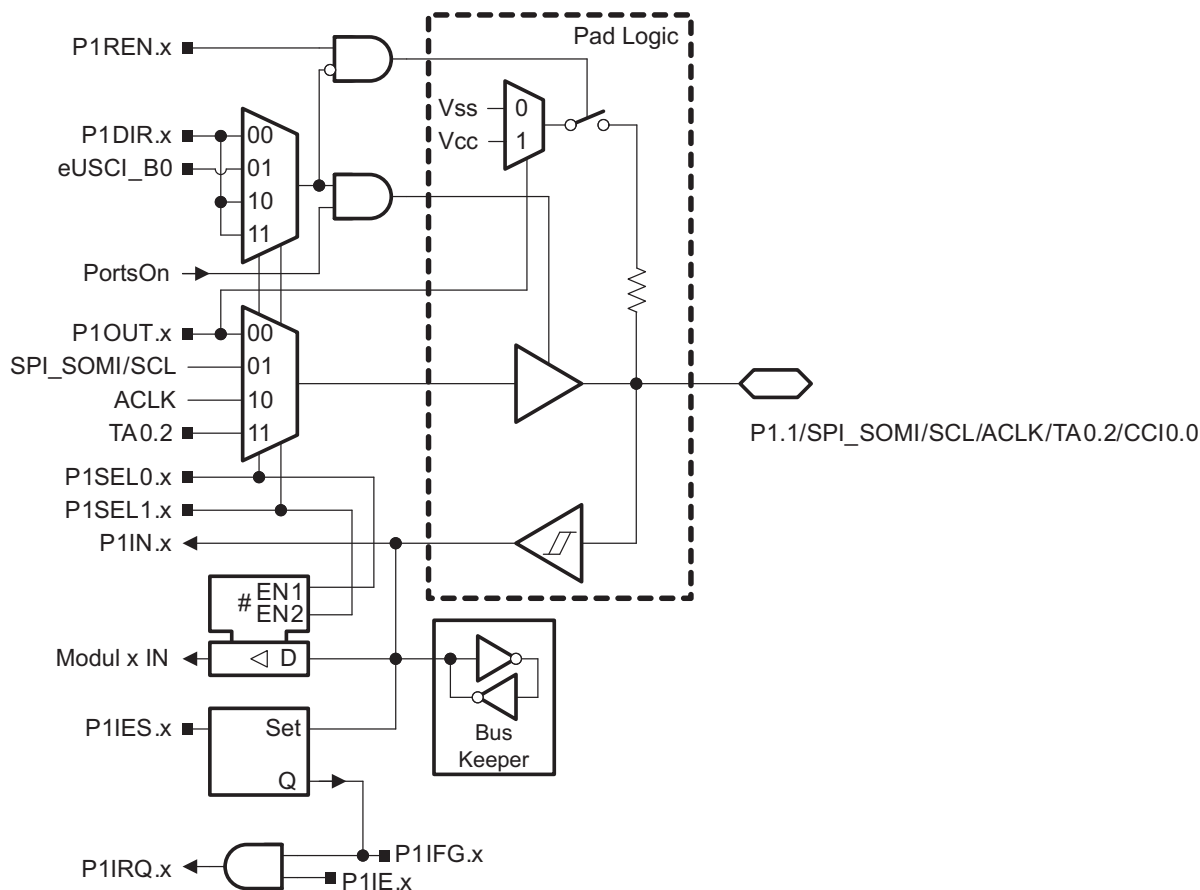 Pad Logic
P1REN.x
Vss
0
Vcc
1
P1DIR.x
00
eUSCI_B0
01
10
11
PortsOn
P1OUT.x
00
SPI_SOMI/SCL
01
ACLK
10
TA0.2
11
P1.1/SPI_SOMI/SCL/ACLK/TA0.2/CCI0.0
P1SEL0.x
P1SEL1.x
P1IN.x
EN1
#
EN2
Modul x IN
D
P1IES.x
Set
Bus
Keeper
Q
P1IFG.x
P1IRQ.x
P1IE.x